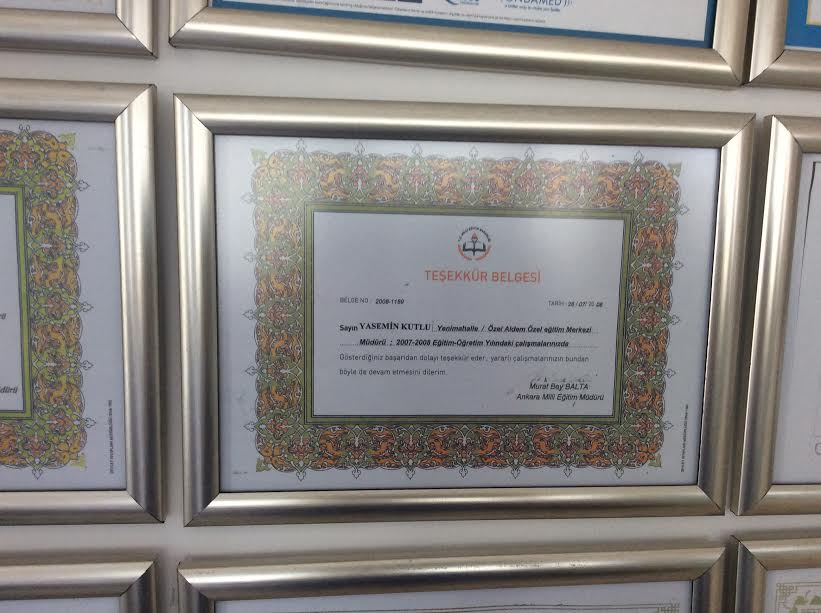 TEŞEKKÜR BELGESİ
BELGE NO : 2008-1189 TARİH : 28 / 07/ 20 08
Sayın YASEMİN KUTLU Yenimahalle / Özel Aldem Özel eğitim Merkezi
Müdürü ; 2007-2008 Eğitim-Öğretim Yılındaki çalışmalarınızda
Gösterdiğiniz başarıdan dolayı teşekkür eder, yararlı çalışmalarınızın bundan
böyle de devam etmesini dilerim.
Murat Bey BALTA
Ankara Milli Eğitim Müdürü